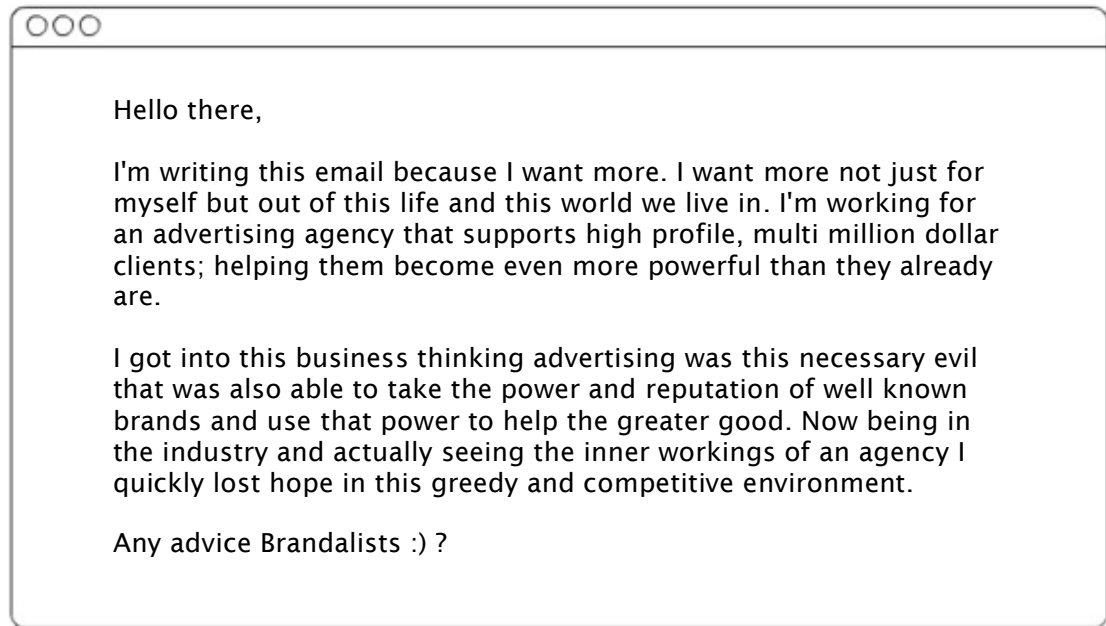 Hello there,
I'm writing this email because I want more. I want more not just for
myself but out of this life and this world we live in. I'm working for
an advertising agency that supports high profile, multi million dollar
clients; helping them become even more powerful than they already
are.
I got into this business thinking advertising was this necessary evil
that was also able to take the power and reputation of well known
brands and use that power to help the greater good. Now being in
the industry and actually seeing the inner workings of an agency I
quickly lost hope in this greedy and competitive environment.
Any advice Brandalists :) ?